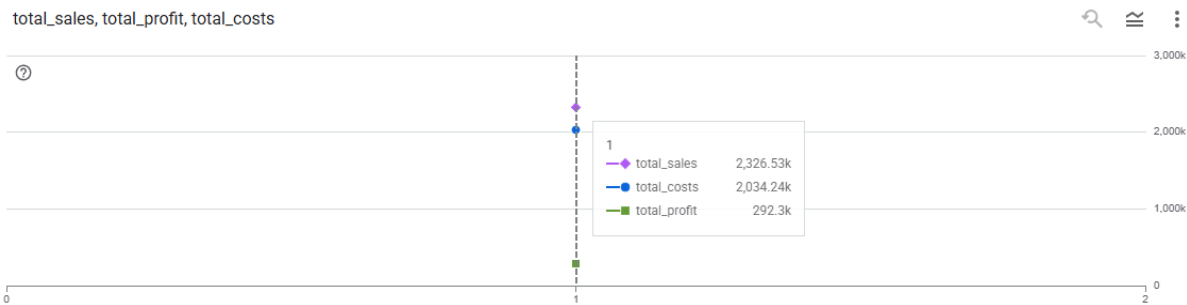 total_sales, total_profit, total_costs
3,000k
2,000k
1
total_sales 2,326.53k
total_costs 2,034.24k
total_profit 292.3k
1,000k
0
0 1 2